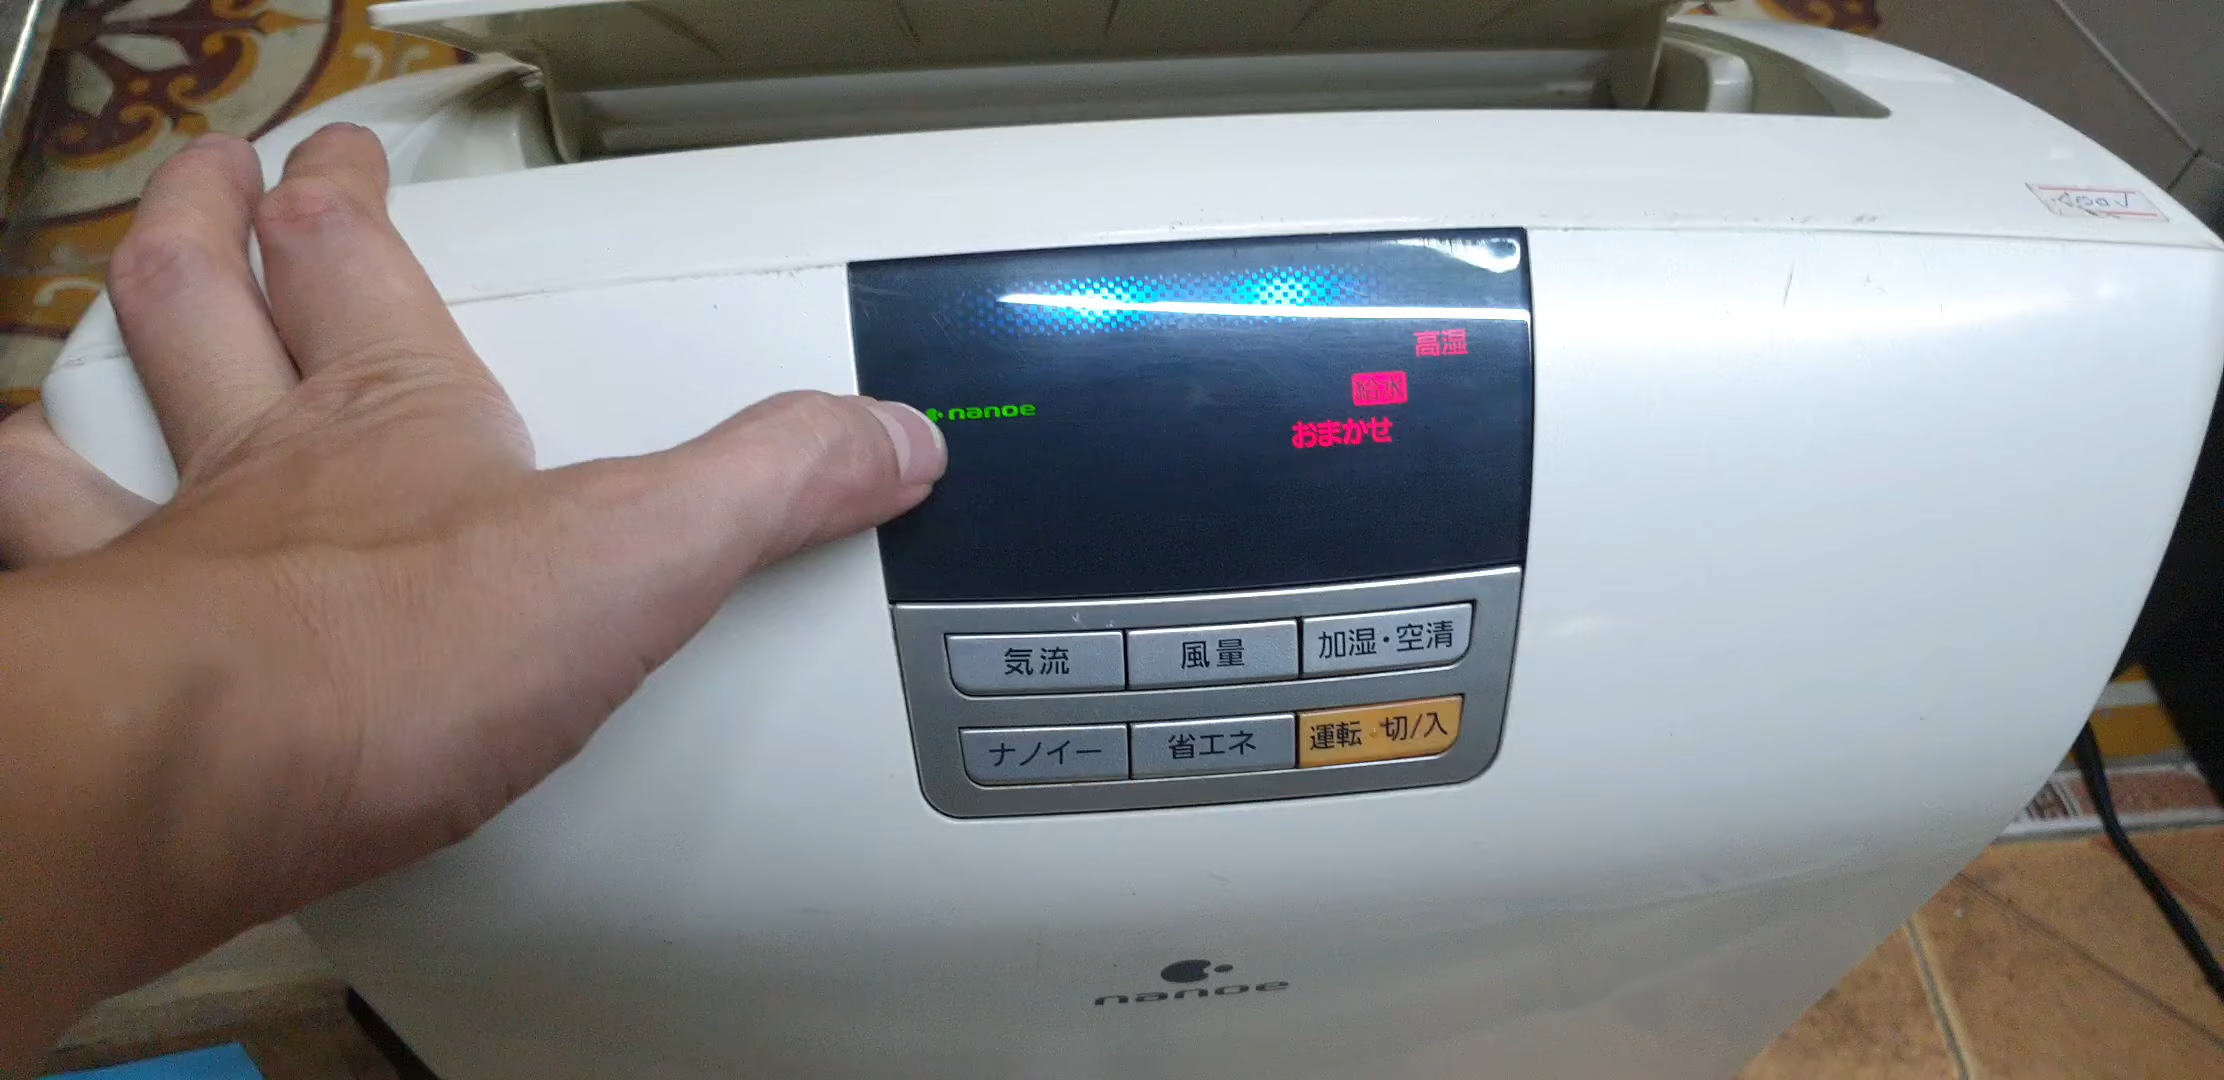 高湿
給水
nanoe
おまかせ
気流
風量
加湿・空清
ナノイー
省エネ
運転 切/入
nanoe